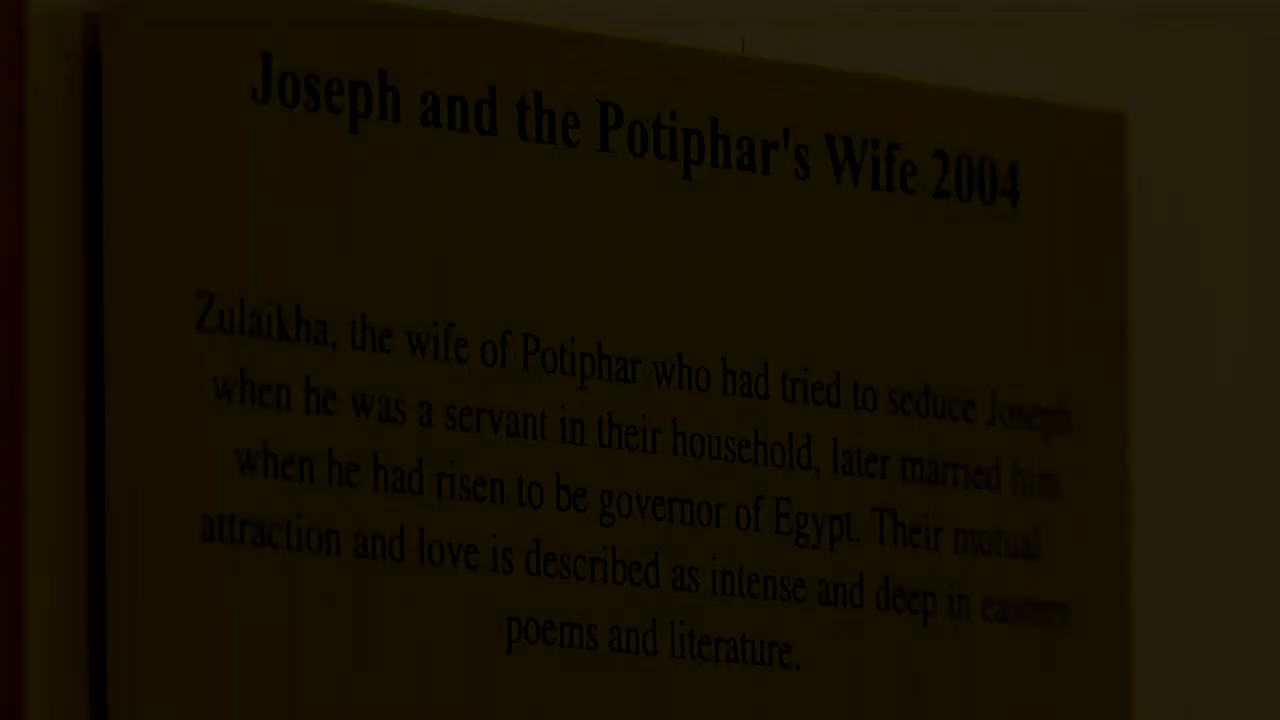 Joseph and the Potiphar's Wife 2004
Zulaikha, the wife of Potiphar who had tried to seduce Joseph
when he was a servant in their household, later married him
when he had risen to be governor of Egypt. Their mutual
attraction and love is described as intense and deep in eastern
poems and literature.